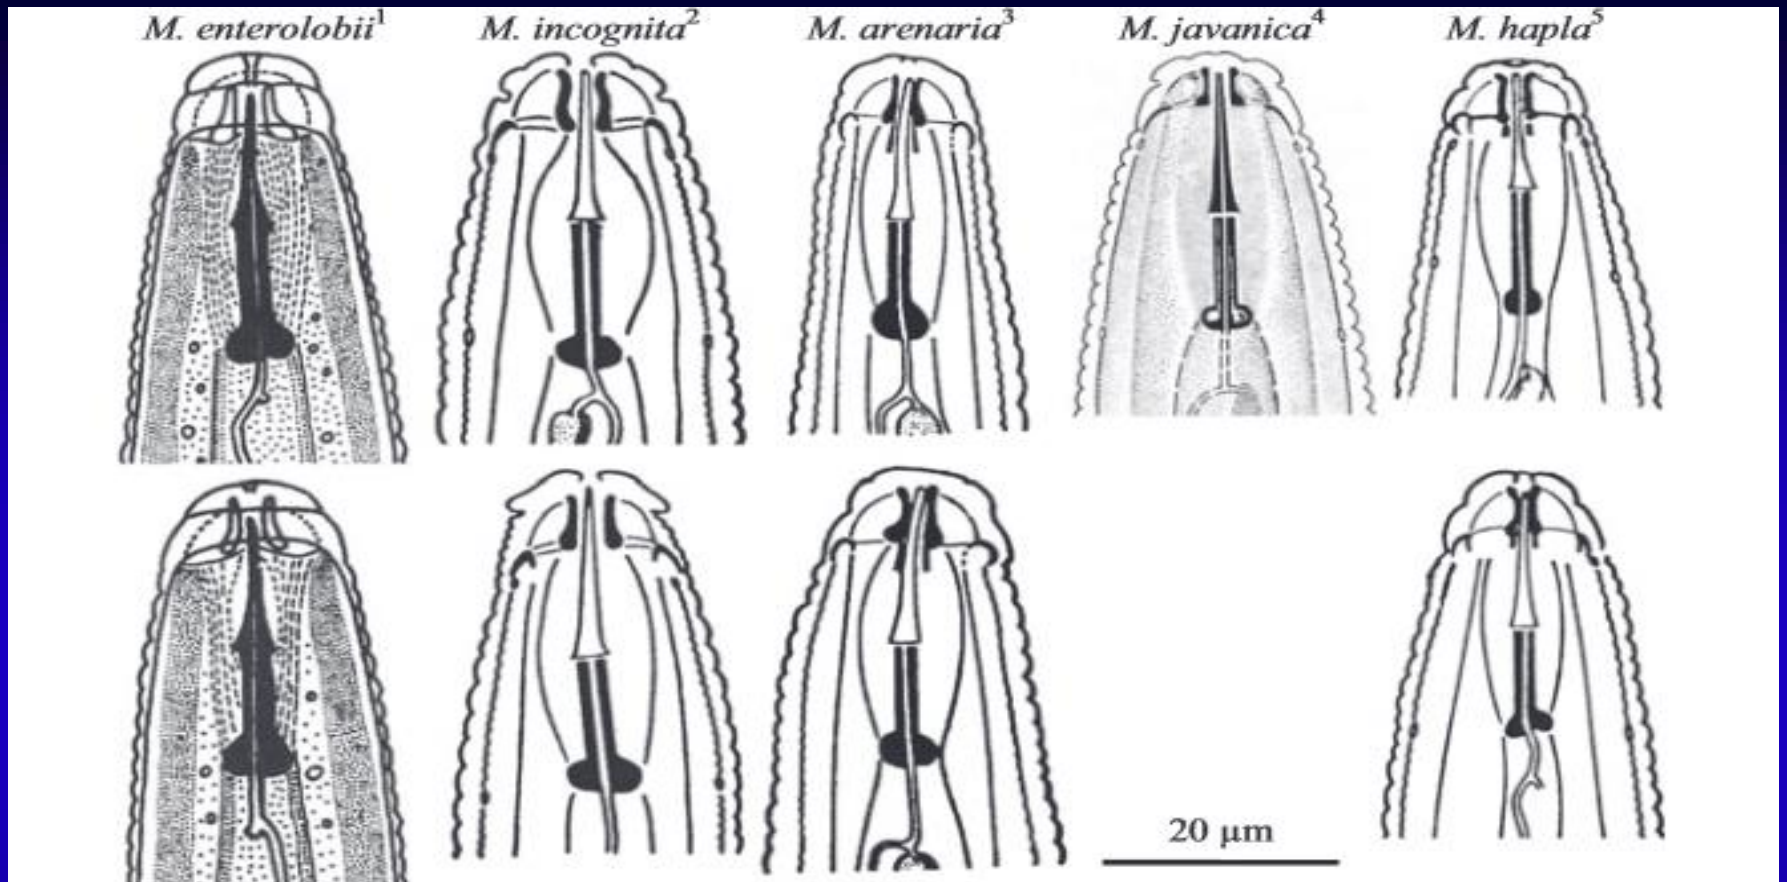 M. enterolobii¹ M. incognita² M. arenaria³ M. javanica⁴ M. hapla⁵
20 μm